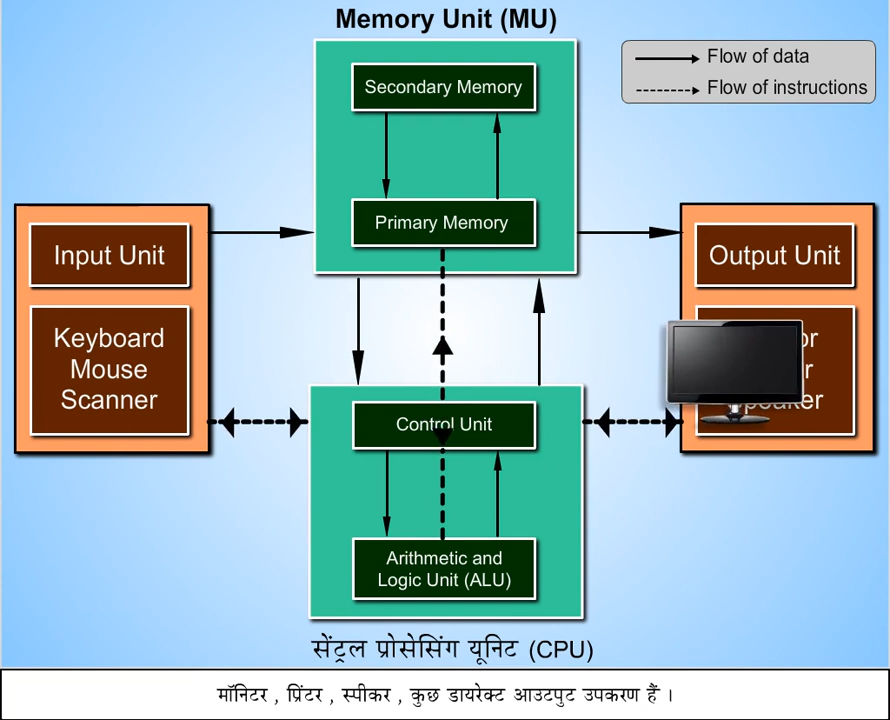 Memory Unit (MU)
Flow of data
Flow of instructions
Secondary Memory
Primary Memory
Input Unit
Keyboard
Mouse
Scanner
Output Unit
Control Unit
Arithmetic and
Logic Unit (ALU)
सेंट्रल प्रोसेसिंग यूनिट (CPU)
मॉनिटर , प्रिंटर , स्पीकर , कुछ डायरेक्ट आउटपुट उपकरण हैं ।